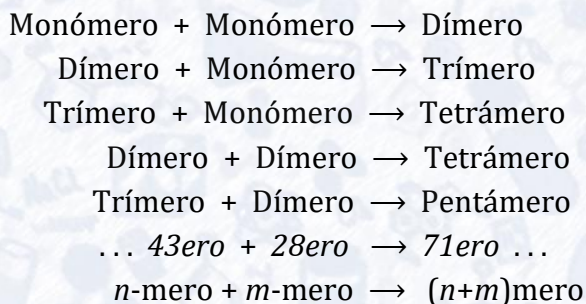 Monómero + Monómero ⟶ Dímero
Dímero + Monómero ⟶ Trímero
Trímero + Monómero ⟶ Tetrámero
Dímero + Dímero ⟶ Tetrámero
Trímero + Dímero ⟶ Pentámero
... 43ero + 28ero ⟶ 71ero ...
n-mero + m-mero ⟶ (n+m)mero